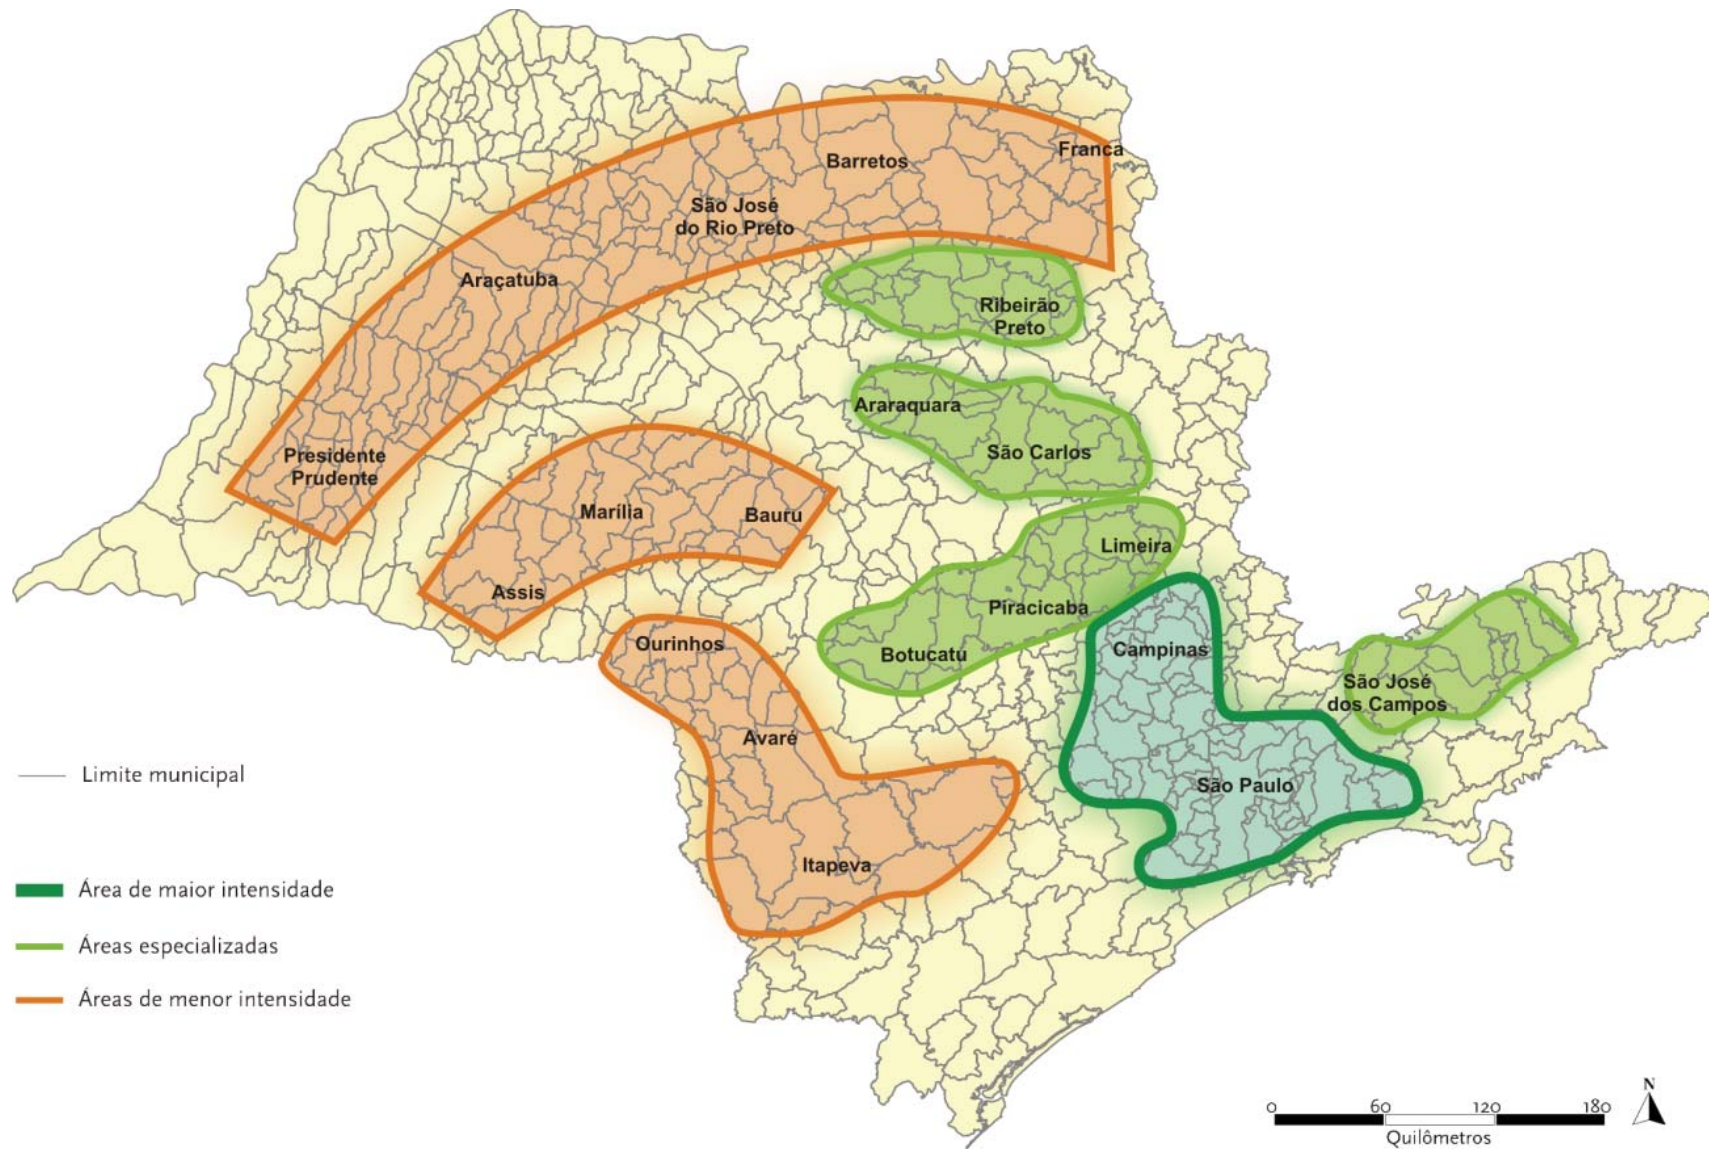 Franca
Barretos
São José
do Rio Preto
Araçatuba
Ribeirão
Preto
Araraquara
São Carlos
Presidente
Prudente
Marília
Bauru
Limeira
Assis
Piracicaba
Ourinhos
Botucatu
Campinas
São José
dos Campos
Avaré
São Paulo
Itapeva
Limite municipal
Área de maior intensidade
Áreas especializadas
Áreas de menor intensidade
N
0 60 120 180
Quilômetros